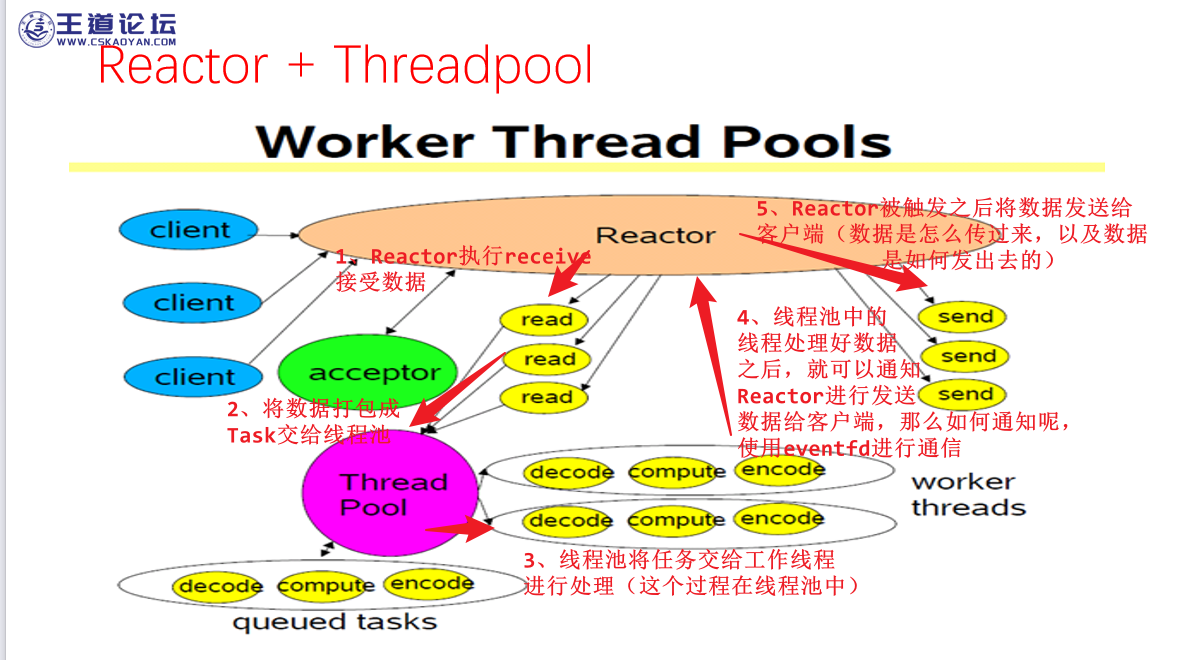 王道论坛
WWW.CSKAOYAN.COM
Reactor + Threadpool
Worker Thread Pools
client
client
client
Reactor
acceptor
1、Reactor执行receive
接受数据
read
read
read
2、将数据打包成
Task交给线程池
Thread
Pool
5、Reactor被触发之后将数据发送给
客户端（数据是怎么传过来，以及数据
是如何发出去的）
send
send
send
4、线程池中的
线程处理好数据
之后，就可以通知
Reactor进行发送
数据给客户端，那么如何通知呢，
使用eventfd进行通信
decode compute encode
decode compute encode
worker
threads
3、线程池将任务交给工作线程
进行处理（这个过程在线程池中）
decode compute encode
queued tasks